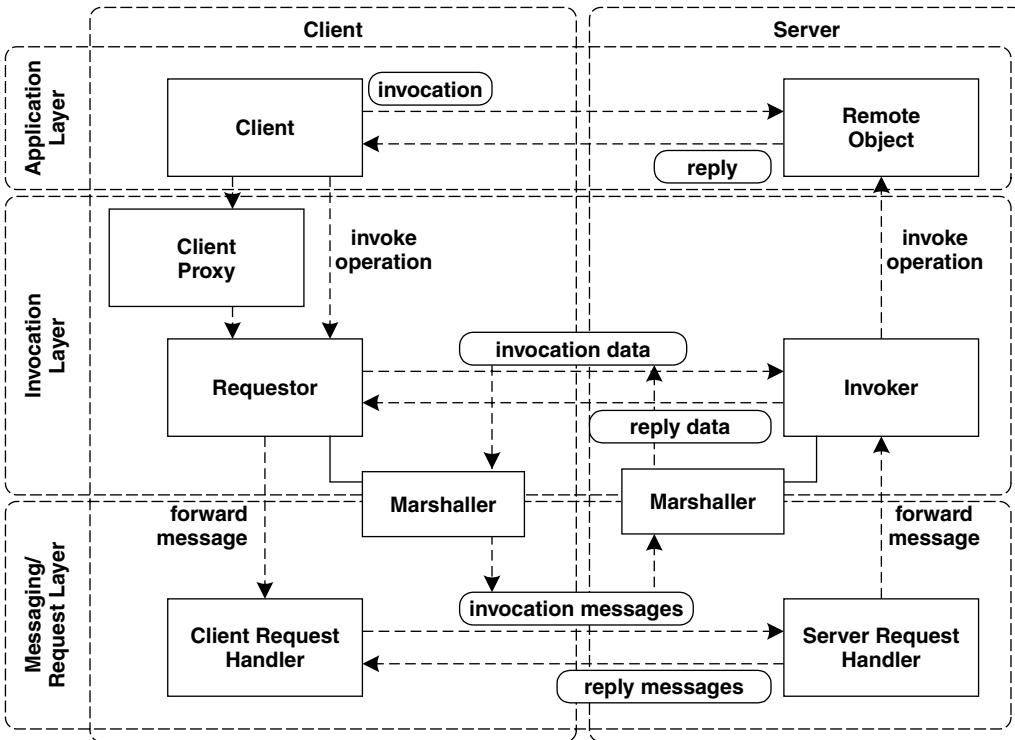 Client
Server
Application
Layer
Client
invocation
reply
Remote
Object
Invocation
Layer
Client
Proxy
invoke
operation
invoke
operation
Requestor
invocation data
reply data
Invoker
Marshaller
Marshaller
Messaging/
Request Layer
forward
message
forward
message
invocation messages
Client Request
Handler
reply messages
Server Request
Handler